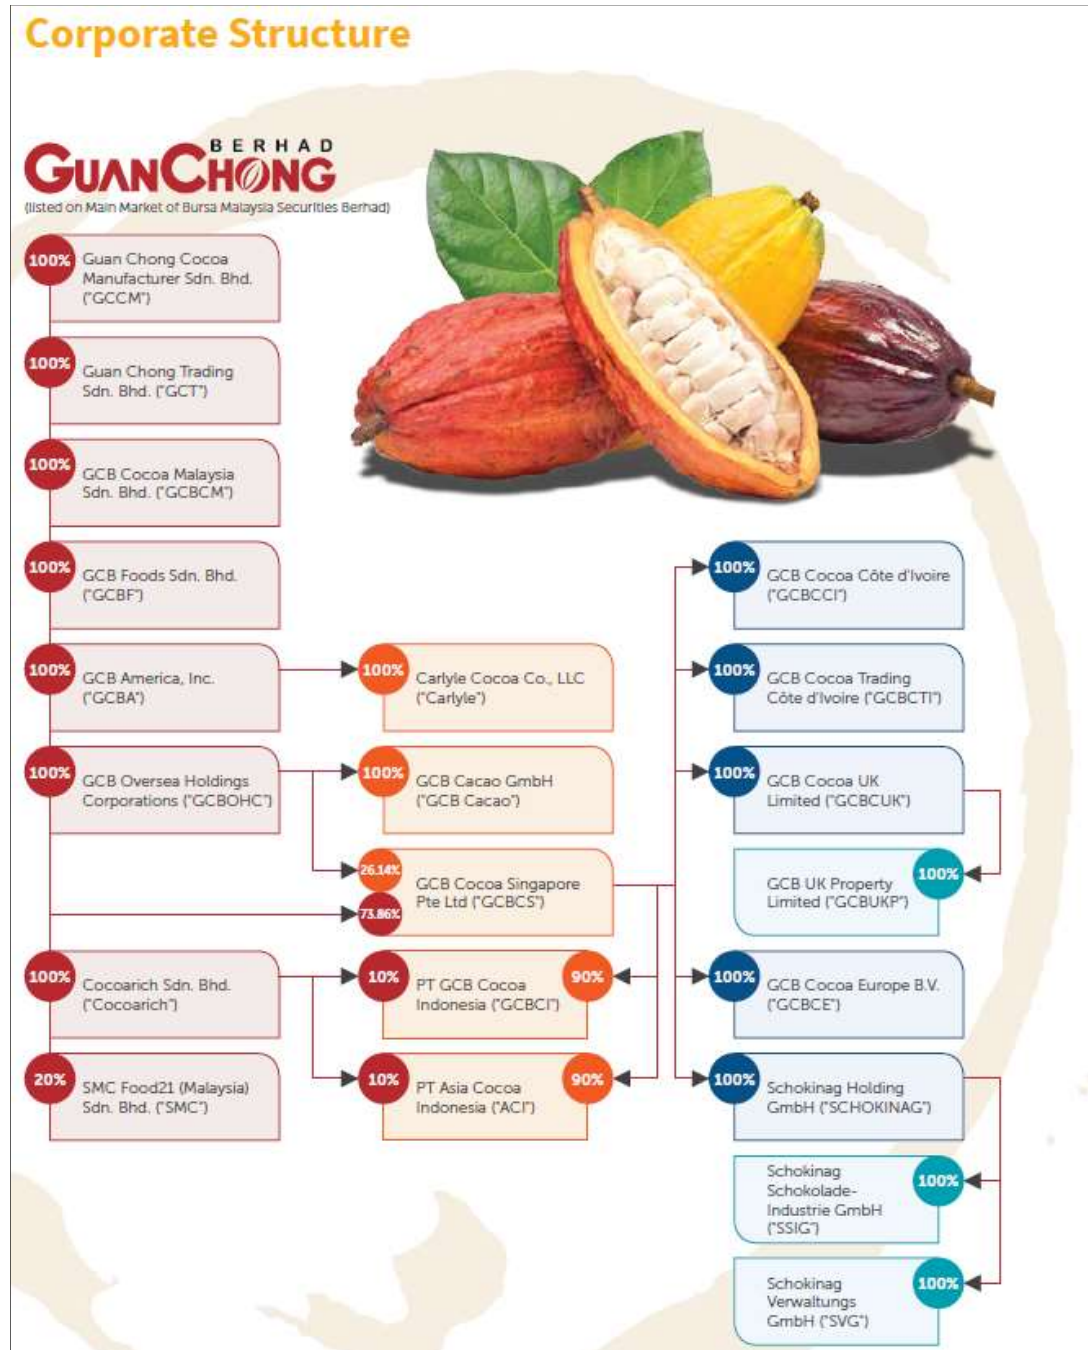 Corporate Structure
BERHAD
GUANCHONG
(listed on Main Market of Bursa Malaysia Securities Berhad)
100%
Guan Chong Cocoa
Manufacturer Sdn. Bhd.
("GCCM")
100%
Guan Chong Trading
Sdn. Bhd. ("GCT")
100%
GCB Cocoa Malaysia
Sdn. Bhd. ("GCBCM")
100%
GCB Foods Sdn. Bhd.
("GCBF")
100%
GCB America, Inc.
("GCBA")
100%
GCB Oversea Holdings
Corporations ("GCBOHC")
100%
Cocoarich Sdn. Bhd.
("Cocoarich")
20%
SMC Food21 (Malaysia)
Sdn. Bhd. ("SMC")
100%
Carlyle Cocoa Co., LLC
("Carlyle")
100%
GCB Cacao GmbH
("GCB Cacao")
26.14%
73.86%
GCB Cocoa Singapore
Pte Ltd ("GCBCS")
10%
PT GCB Cocoa
Indonesia ("GCBCI")
90%
10%
PT Asia Cocoa
Indonesia ("ACI")
90%
100%
GCB Cocoa Côte d'Ivoire
("GCBCCI")
100%
GCB Cocoa Trading
Côte d'Ivoire ("GCBCTI")
100%
GCB Cocoa UK
Limited ("GCBCUK")
GCB UK Property
Limited ("GCBUKP")
100%
100%
GCB Cocoa Europe B.V.
("GCBCE")
100%
Schokinag Holding
GmbH ("SCHOKINAG")
Schokinag
Schokolade-
Industrie GmbH
("SSIG")
100%
Schokinag
Verwaltungs
GmbH ("SVG")
100%